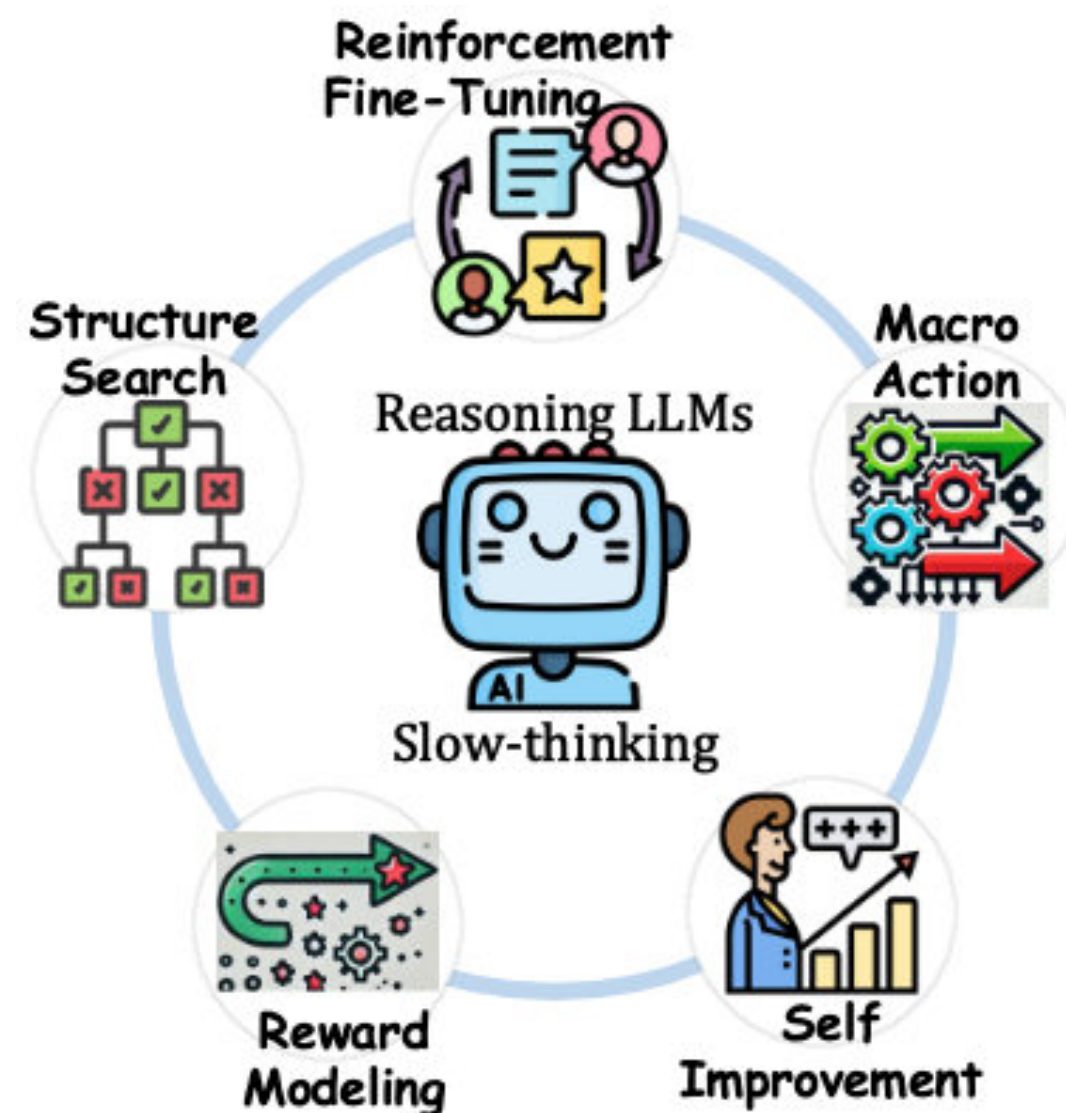 Reinforcement
Fine-Tuning
Structure
Search
Macro
Action
Reasoning LLMs
AI
Slow-thinking
+++
Reward
Modeling
Self
Improvement